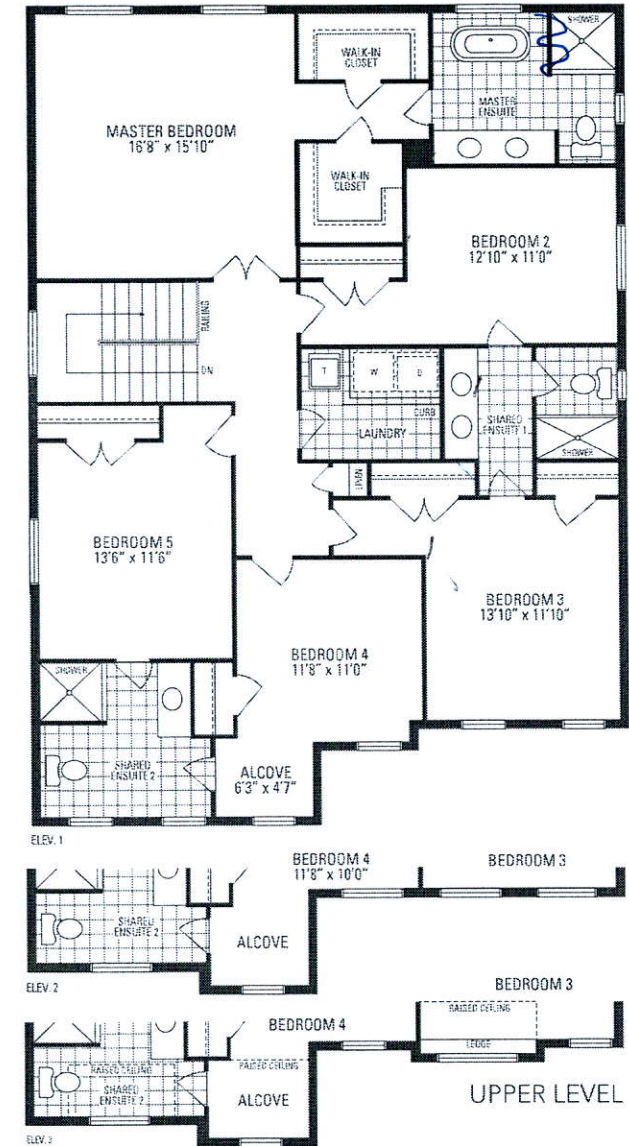 SHOWER
WALK-IN
CLOSET
MASTER
ENSUITE
MASTER BEDROOM
16'8" x 15'10"
WALK-IN
CLOSET
BEDROOM 2
12'10" x 11'0"
RAILING
DN
T
W
D
CURB
LAUNDRY
SHARED
ENSUITE 1
SHOWER
LINEN
BEDROOM 5
13'6" x 11'6"
BEDROOM 3
13'10" x 11'10"
BEDROOM 4
11'8" x 11'0"
SHOWER
SHARED
ENSUITE 2
ALCOVE
6'3" x 4'7"
ELEV. 1
BEDROOM 4
11'8" x 10'0"
BEDROOM 3
SHARED
ENSUITE 2
ALCOVE
ELEV. 2
BEDROOM 3
RAISED CEILING
LEDGE
BEDROOM 4
RAISED CEILING
RAISED CEILING
SHARED
ENSUITE 2
ALCOVE
UPPER LEVEL
ELEV. 3